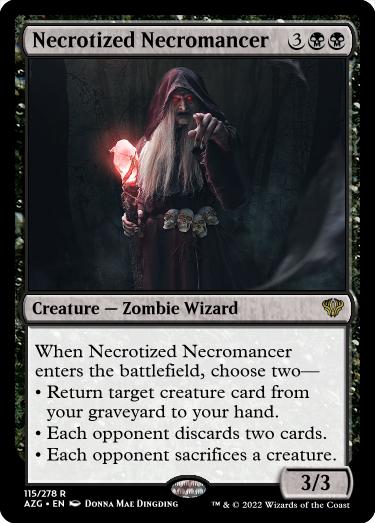 Necrotized Necromancer 3
Creature — Zombie Wizard
When Necrotized Necromancer
enters the battlefield, choose two—
• Return target creature card from
your graveyard to your hand.
• Each opponent discards two cards.
• Each opponent sacrifices a creature.
3/3
115/278 R
AZG • EN Donna Mae Dingding ™ & © 2022 Wizards of the Coast